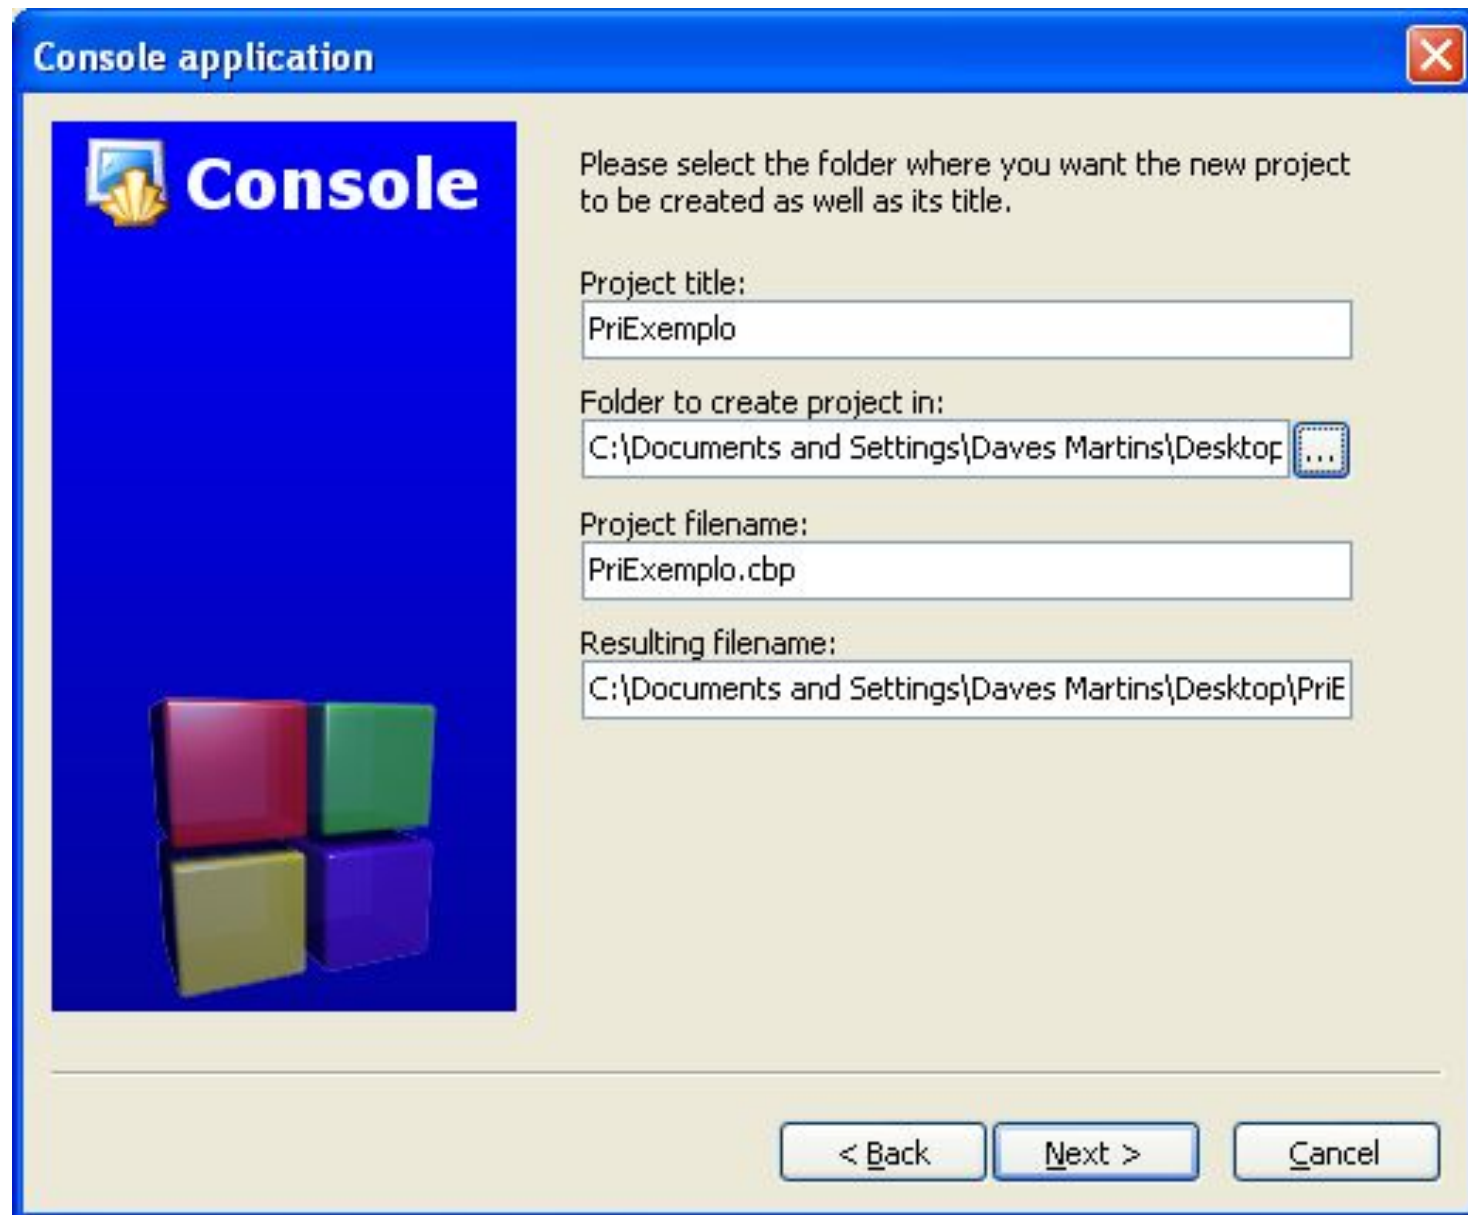 Console application
Console
Please select the folder where you want the new project
to be created as well as its title.
Project title:
PriExemplo
Folder to create project in:
C:\Documents and Settings\Daves Martins\Desktop
...
Project filename:
PriExemplo.cbp
Resulting filename:
C:\Documents and Settings\Daves Martins\Desktop\PriE
< Back
Next >
Cancel